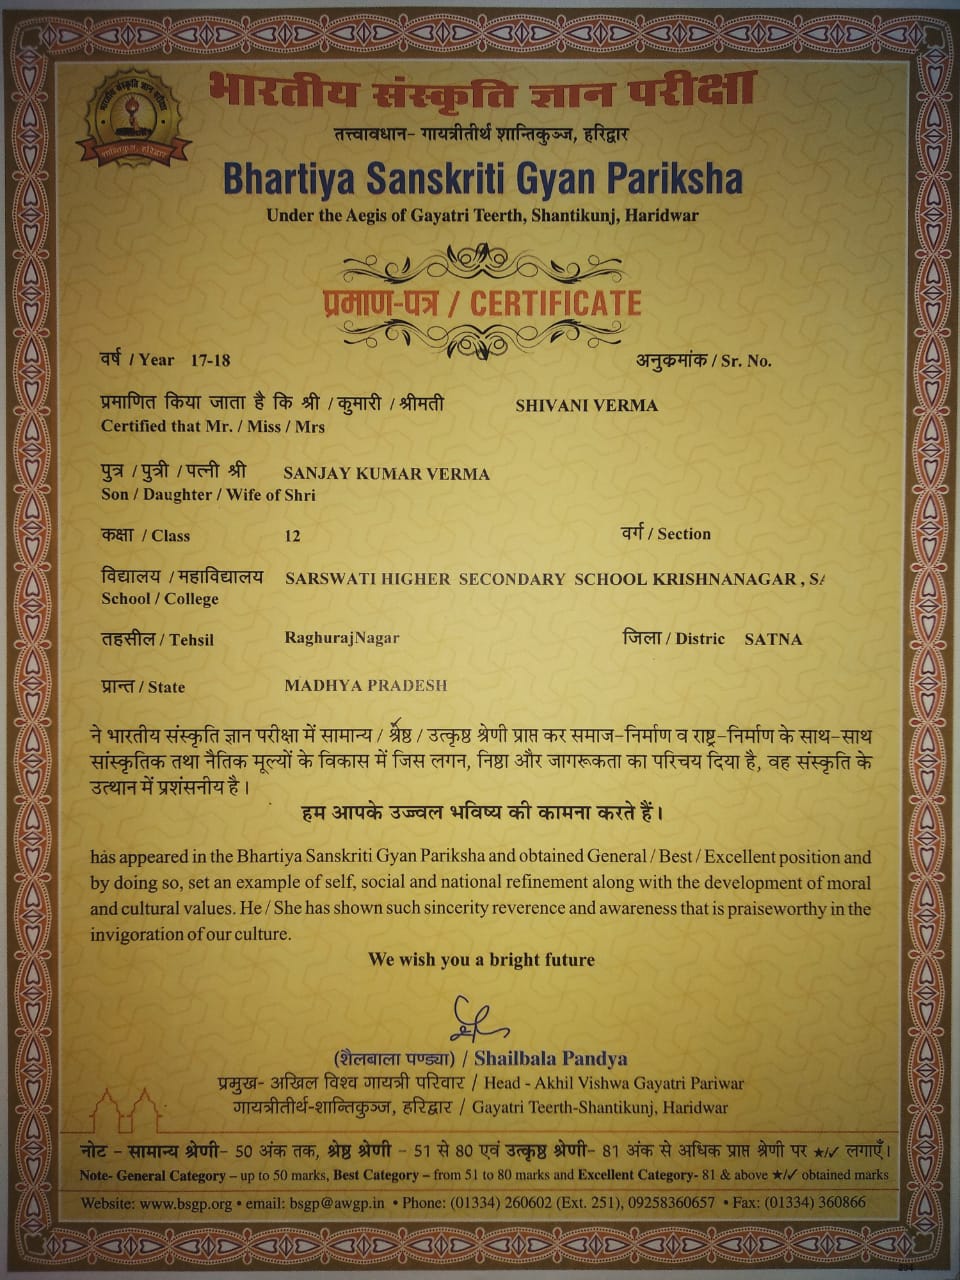 भारतीय संस्कृति ज्ञान परीक्षा
शान्तिकुञ्ज, हरिद्वार
भारतीय संस्कृति ज्ञान परीक्षा
तत्त्वावधान- गायत्रीतीर्थ शान्तिकुञ्ज, हरिद्वार
Bhartiya Sanskriti Gyan Pariksha
Under the Aegis of Gayatri Teerth, Shantikunj, Haridwar
प्रमाण-पत्र / CERTIFICATE
वर्ष / Year 17-18 अनुकमांक / Sr. No.
प्रमाणित किया जाता है कि श्री / कुमारी / श्रीमती SHIVANI VERMA
Certified that Mr. / Miss / Mrs
पुत्र / पुत्री / पत्नी श्री SANJAY KUMAR VERMA
Son / Daughter / Wife of Shri
कक्षा / Class 12 वर्ग / Section
विद्यालय / महाविद्यालय SARSWATI HIGHER SECONDARY SCHOOL KRISHNANAGAR , SA
School / College
तहसील / Tehsil RaghurajNagar जिला / Distric SATNA
प्रान्त / State MADHYA PRADESH
ने भारतीय संस्कृति ज्ञान परीक्षा में सामान्य / श्रेष्ठ / उत्कृष्ठ श्रेणी प्राप्त कर समाज-निर्माण व राष्ट्र-निर्माण के साथ-साथ
सांस्कृतिक तथा नैतिक मूल्यों के विकास में जिस लगन, निष्ठा और जागरूकता का परिचय दिया है, वह संस्कृति के
उत्थान में प्रशंसनीय है।
हम आपके उज्ज्वल भविष्य की कामना करते हैं।
has appeared in the Bhartiya Sanskriti Gyan Pariksha and obtained General / Best / Excellent position and
by doing so, set an example of self, social and national refinement along with the development of moral
and cultural values. He / She has shown such sincerity reverence and awareness that is praiseworthy in the
invigoration of our culture.
We wish you a bright future
(शैलबाला पण्ड्या) / Shailbala Pandya
प्रमुख- अखिल विश्व गायत्री परिवार / Head - Akhil Vishwa Gayatri Pariwar
गायत्रीतीर्थ-शान्तिकुञ्ज, हरिद्वार / Gayatri Teerth-Shantikunj, Haridwar
नोट - सामान्य श्रेणी- 50 अंक तक, श्रेष्ठ श्रेणी - 51 से 80 एवं उत्कृष्ठ श्रेणी- 81 अंक से अधिक प्राप्त श्रेणी पर ★/✓ लगाएँ।
Note- General Category – up to 50 marks, Best Category – from 51 to 80 marks and Excellent Category- 81 & above ★/✓ obtained marks
Website: www.bsgp.org • email: bsgp@awgp.in • Phone: (01334) 260602 (Ext. 251), 09258360657 • Fax: (01334) 360866